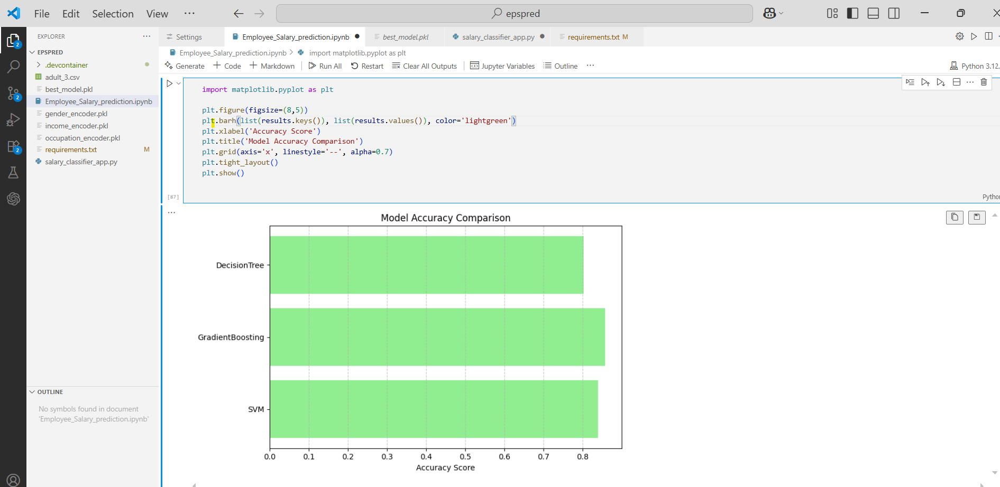 File Edit Selection View ··· epspred
EXPLORER ···
EPSPRED
.devcontainer
adult_3.csv
best_model.pkl
Employee_Salary_prediction.ipynb
gender_encoder.pkl
income_encoder.pkl
occupation_encoder.pkl
requirements.txt M
salary_classifier_app.py
OUTLINE
No symbols found in document
'Employee_Salary_prediction.ipynb'
2
2
2
Settings Employee_Salary_prediction.ipynb best_model.pkl salary_classifier_app.py requirements.txt M
Employee_Salary_prediction.ipynb > import matplotlib.pyplot as plt
Generate + Code + Markdown Run All Restart Clear All Outputs Jupyter Variables Outline ··· Python 3.12.
import matplotlib.pyplot as plt
plt.figure(figsize=(8,5))
plt.barh(list(results.keys()), list(results.values()), color='lightgreen')
plt.xlabel('Accuracy Score')
plt.title('Model Accuracy Comparison')
plt.grid(axis='x', linestyle='--', alpha=0.7)
plt.tight_layout()
plt.show()
[87]
Pytho
Model Accuracy Comparison
DecisionTree
GradientBoosting
SVM
0.0 0.1 0.2 0.3 0.4 0.5 0.6 0.7 0.8
Accuracy Score